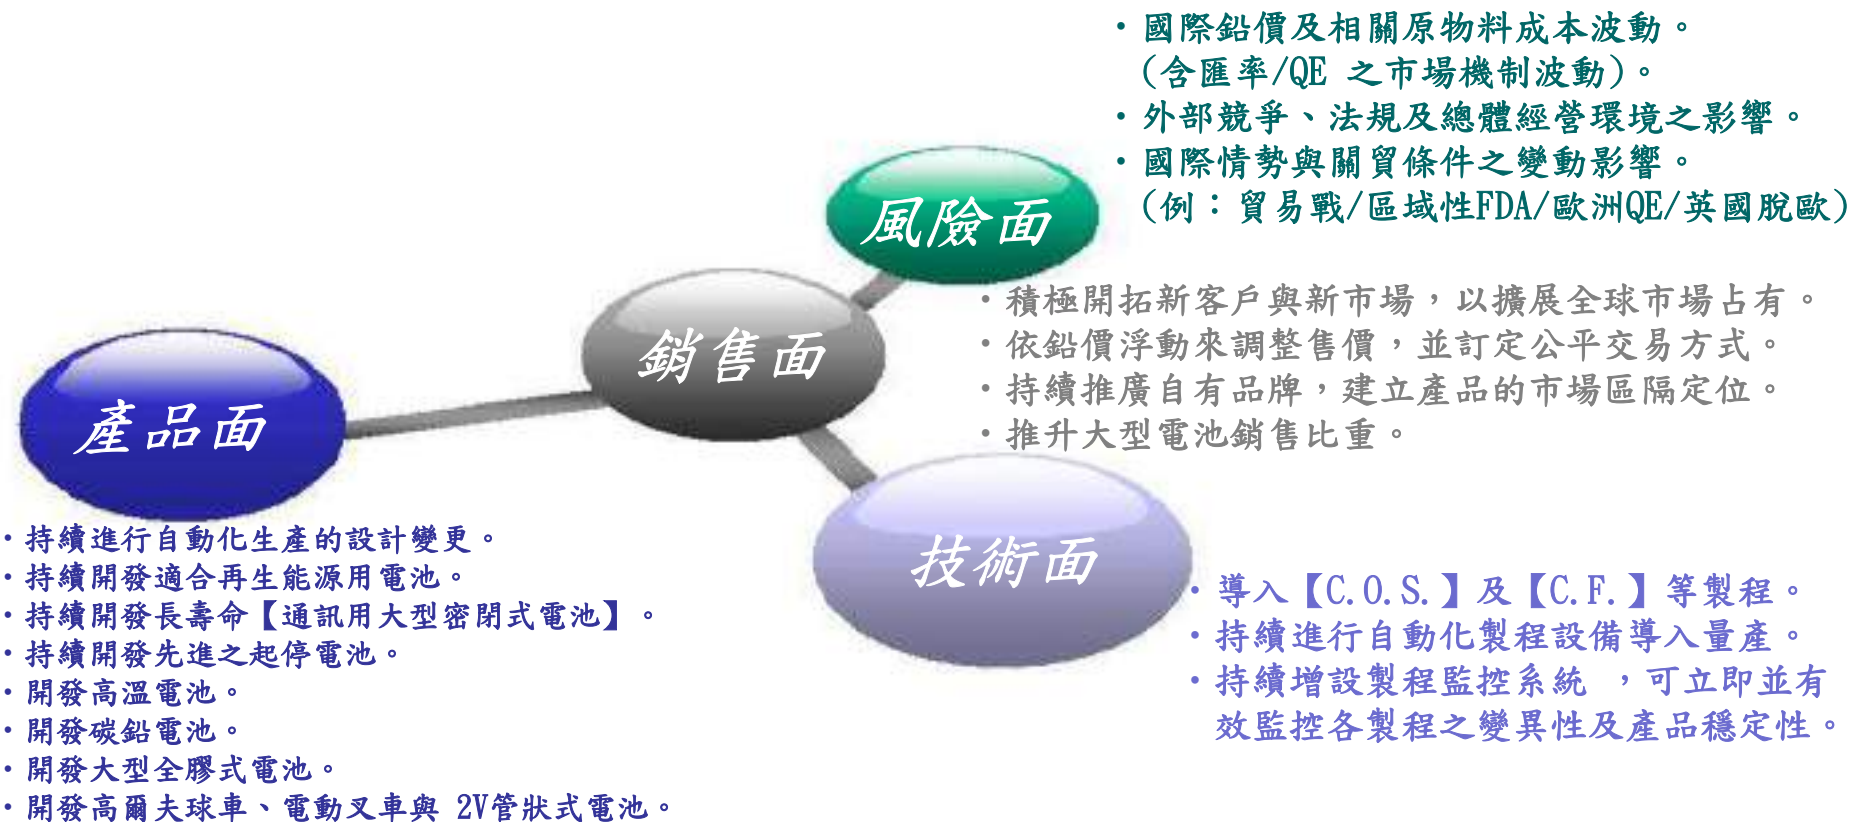 ・國際鉛價及相關原物料成本波動。
(含匯率/QE 之市場機制波動)。
・外部競爭、法規及總體經營環境之影響。
・國際情勢與關貿條件之變動影響。
(例：貿易戰/區域性FDA/歐洲QE/英國脫歐)
風險面
・積極開拓新客戶與新市場，以擴展全球市場占有。
・依鉛價浮動來調整售價，並訂定公平交易方式。
・持續推廣自有品牌，建立產品的市場區隔定位。
・推升大型電池銷售比重。
銷售面
產品面
・持續進行自動化生產的設計變更。
・持續開發適合再生能源用電池。
・持續開發長壽命【通訊用大型密閉式電池】。
・持續開發先進之起停電池。
・開發高溫電池。
・開發碳鉛電池。
・開發大型全膠式電池。
・開發高爾夫球車、電動叉車與 2V管狀式電池。
技術面
・導入【C.O.S.】及【C.F.】等製程。
・持續進行自動化製程設備導入量產。
・持續增設製程監控系統 ，可立即並有
效監控各製程之變異性及產品穩定性。